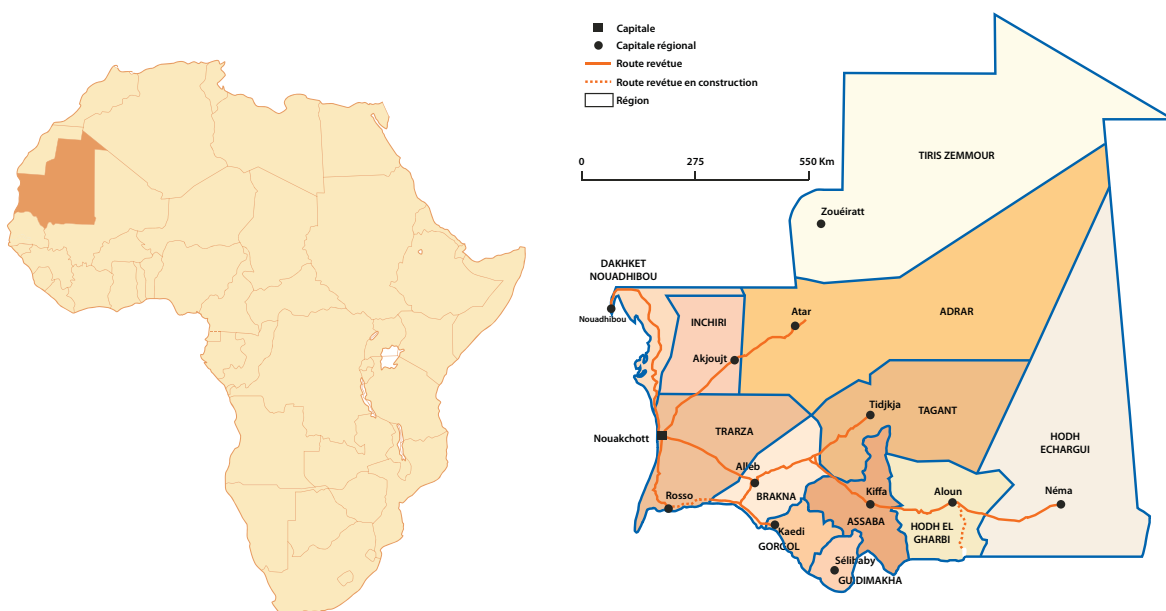 Capitale
Capitale régional
Route revétue
Route revétue en construction
Région
0 275 550 Km
TIRIS ZEMMOUR
Zouéiratt
DAKHKET
NOUADHIBOU
Nouadhibou
INCHIRI
Atar
ADRAR
Akjoujt
Tidjkja
TAGANT
Nouakchott
TRARZA
HODH
ECHARGUI
Alleb
Rosso
BRAKNA
Kiffa
Aloun
Néma
ASSABA
HODH EL
GHARBI
Kaedi
GORGOL
Sélibaby
GUIDIMAKHA